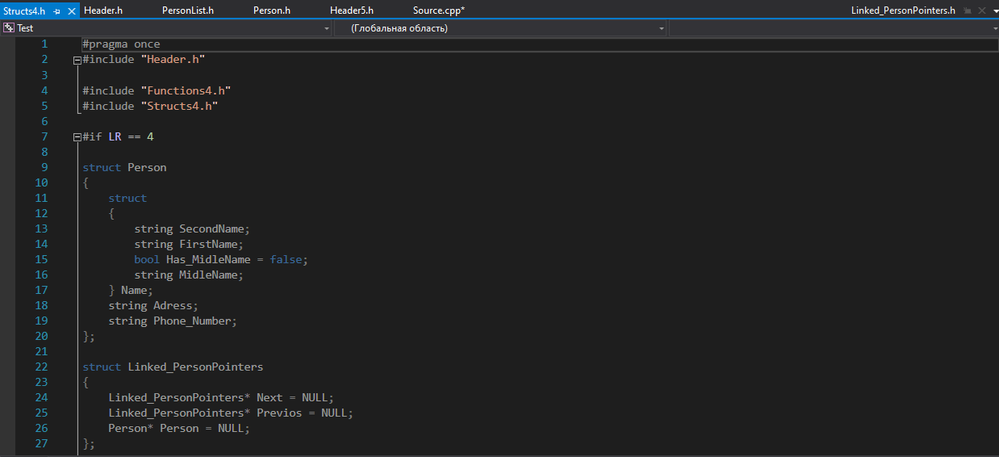 Structs4.h Header.h PersonList.h Person.h Header5.h Source.cpp* Linked_PersonPointers.h
Test (Глобальная область)
1 #pragma once
2 #include "Header.h"
3
4 #include "Functions4.h"
5 #include "Structs4.h"
6
7 #if LR == 4
8
9 struct Person
10 {
11 struct
12 {
13 string SecondName;
14 string FirstName;
15 bool Has_MidleName = false;
16 string MidleName;
17 } Name;
18 string Adress;
19 string Phone_Number;
20 };
21
22 struct Linked_PersonPointers
23 {
24 Linked_PersonPointers* Next = NULL;
25 Linked_PersonPointers* Previos = NULL;
26 Person* Person = NULL;
27 };